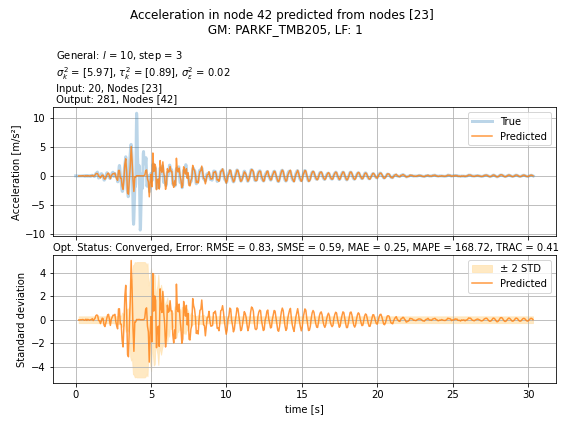 Acceleration in node 42 predicted from nodes [23]
GM: PARKF_TMB205, LF: 1
General: l = 10, step = 3
σ²ₖ = [5.97], τ²ₖ = [0.89], σ²ε = 0.02
Input: 20, Nodes [23]
Output: 281, Nodes [42]
True
Predicted
Acceleration [m/s²]
10
5
0
−5
−10
Opt. Status: Converged, Error: RMSE = 0.83, SMSE = 0.59, MAE = 0.25, MAPE = 168.72, TRAC = 0.41
± 2 STD
Predicted
Standard deviation
4
2
0
−2
−4
0 5 10 15 20 25 30
time [s]